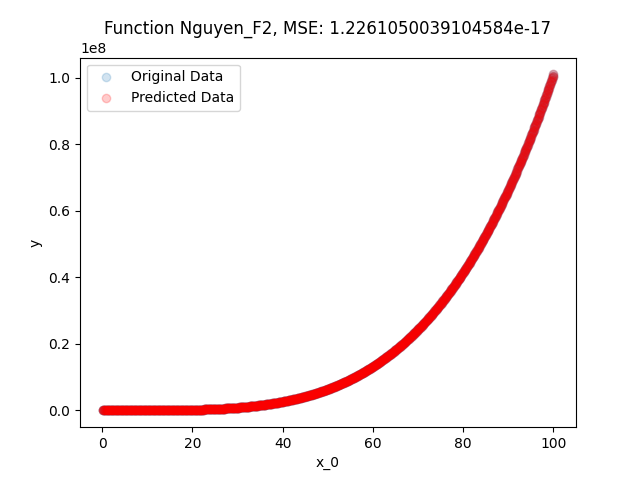 Function Nguyen_F2, MSE: 1.2261050039104584e-17
1e8
Original Data
Predicted Data
1.0
0.8
0.6
0.4
0.2
0.0
y
0 20 40 60 80 100
x_0